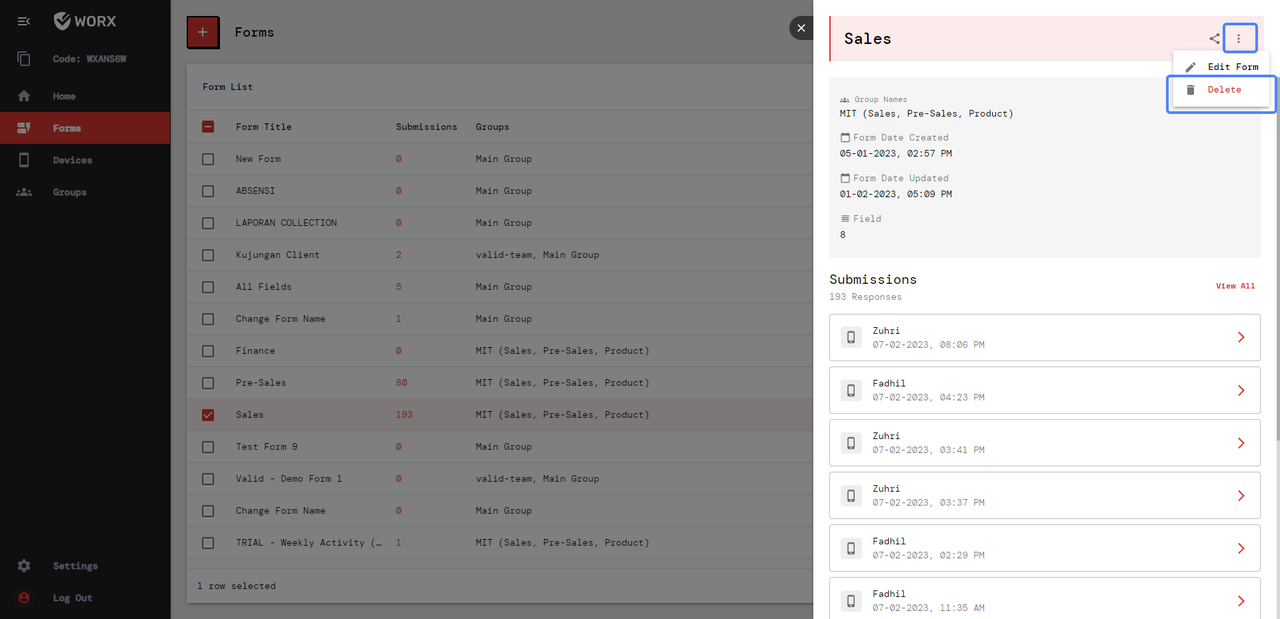 WORX
Code: WXANS6W
Home
Forms
Devices
Groups
Settings
Log Out
Forms
Form List
Form Title Submissions Groups
New Form 0 Main Group
ABSENSI 0 Main Group
LAPORAN COLLECTION 0 Main Group
Kujungan Client 2 valid-team, Main Group
All Fields 5 Main Group
Change Form Name 1 Main Group
Finance 0 MIT (Sales, Pre-Sales, Product)
Pre-Sales 80 MIT (Sales, Pre-Sales, Product)
Sales 193 MIT (Sales, Pre-Sales, Product)
Test Form 9 0 Main Group
Valid - Demo Form 1 0 valid-team, Main Group
Change Form Name 0 Main Group
TRIAL - Weekly Activity (… 1 MIT (Sales, Pre-Sales, Product)
1 row selected
Sales
Edit Form
Delete
Group Names
MIT (Sales, Pre-Sales, Product)
Form Date Created
05-01-2023, 02:57 PM
Form Date Updated
01-02-2023, 05:09 PM
Field
8
Submissions
View All
193 Responses
Zuhri
07-02-2023, 08:06 PM
Fadhil
07-02-2023, 04:23 PM
Zuhri
07-02-2023, 03:41 PM
Zuhri
07-02-2023, 03:37 PM
Fadhil
07-02-2023, 02:29 PM
Fadhil
07-02-2023, 11:35 AM